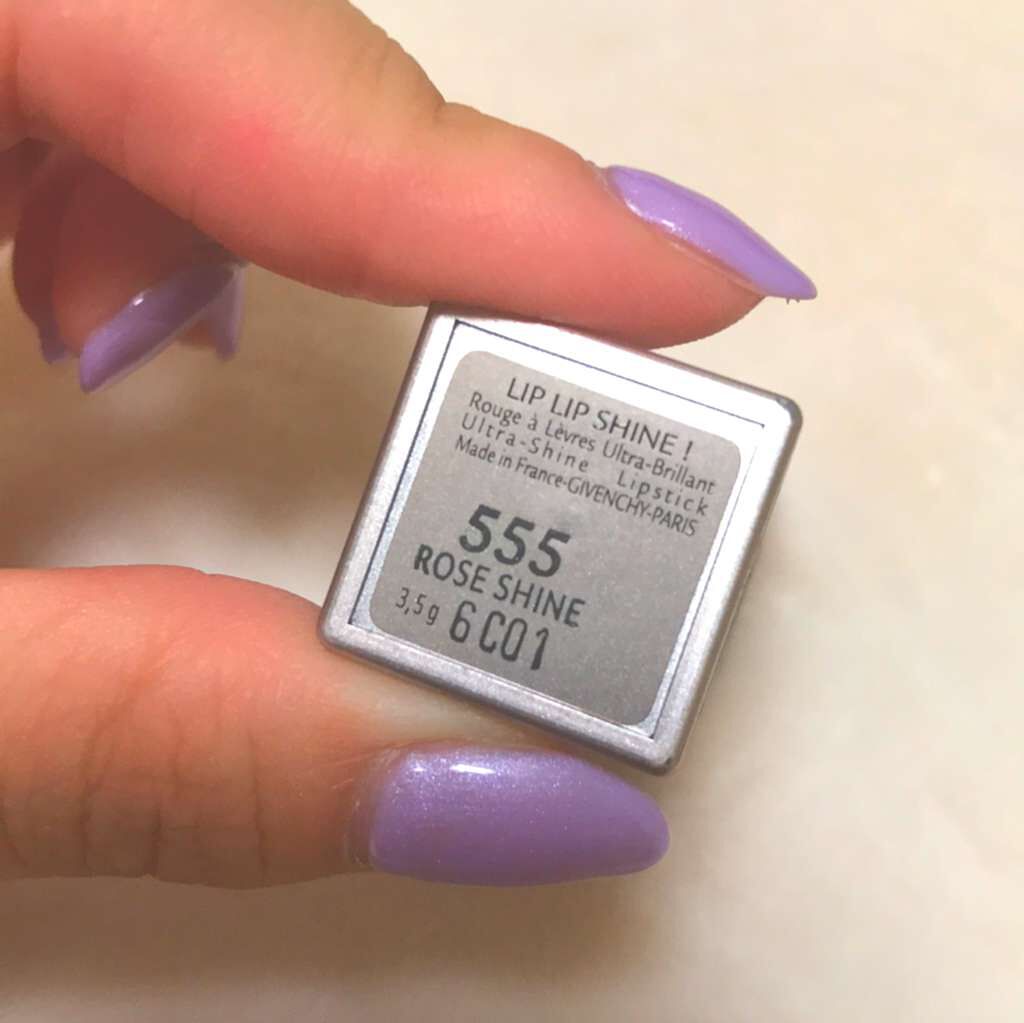 LIP LIP SHINE !
Rouge à Lèvres Ultra-Brillant
Ultra-Shine Lipstick
Made in France-GIVENCHY-PARIS
555
ROSE SHINE
3,5 g 6C01